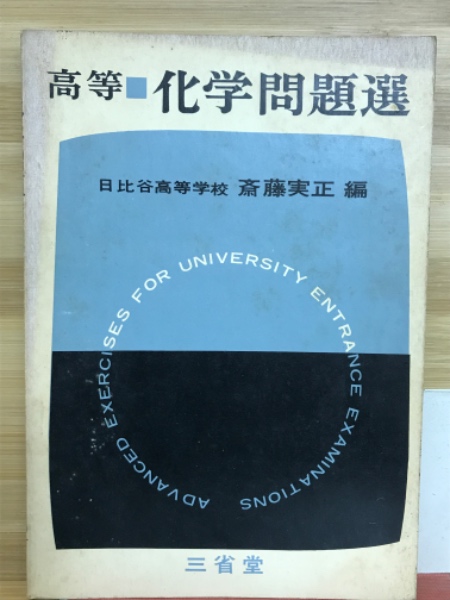 高等■化学問題選
日比谷高等学校 斎藤実正 編
ADVANCED EXERCISES FOR UNIVERSITY ENTRANCE EXAMINATIONS
三省堂